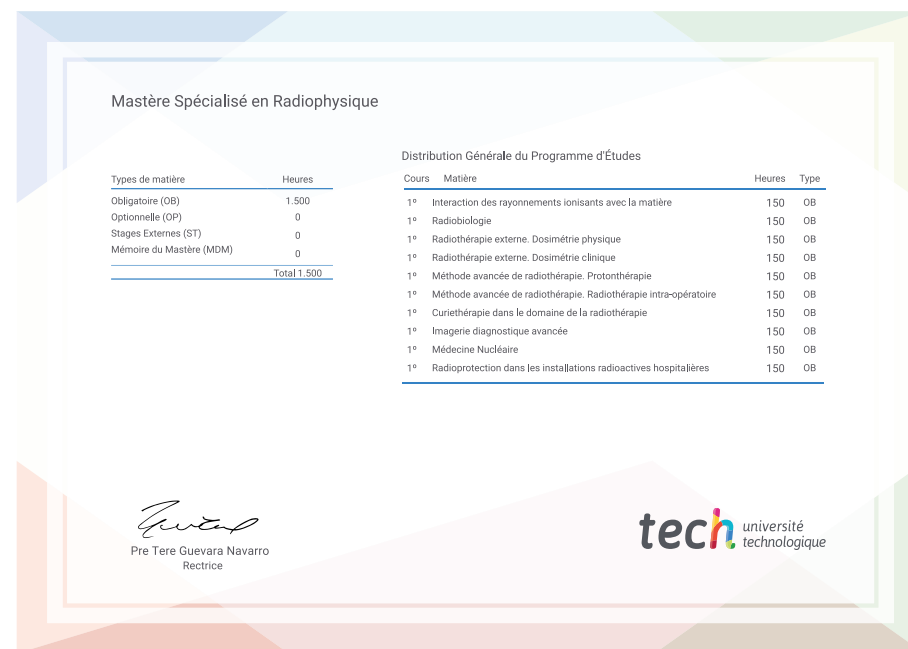 Mastère Spécialisé en Radiophysique
Types de matière Heures
Obligatoire (OB) 1.500
Optionnelle (OP) 0
Stages Externes (ST) 0
Mémoire du Mastère (MDM) 0
Total 1.500
Distribution Générale du Programme d'Études
Cours Matière Heures Type
1º Interaction des rayonnements ionisants avec la matière 150 OB
1º Radiobiologie 150 OB
1º Radiothérapie externe. Dosimétrie physique 150 OB
1º Radiothérapie externe. Dosimétrie clinique 150 OB
1º Méthode avancée de radiothérapie. Protonthérapie 150 OB
1º Méthode avancée de radiothérapie. Radiothérapie intra-opératoire 150 OB
1º Curiethérapie dans le domaine de la radiothérapie 150 OB
1º Imagerie diagnostique avancée 150 OB
1º Médecine Nucléaire 150 OB
1º Radioprotection dans les installations radioactives hospitalières 150 OB
Pre Tere Guevara Navarro
Rectrice
tech université
technologique